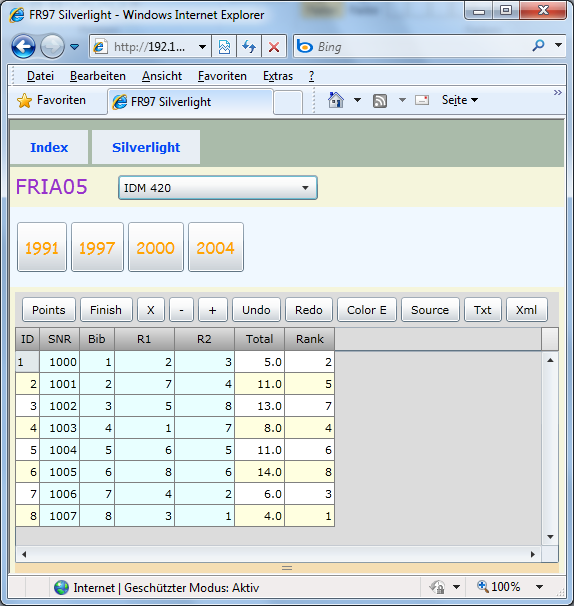 FR97 Silverlight - Windows Internet Explorer
http://192.1... Bing
Datei Bearbeiten Ansicht Favoriten Extras ?
Favoriten FR97 Silverlight Seite
Index Silverlight
FRIA05 IDM 420
1991 1997 2000 2004
Points Finish X - + Undo Redo Color E Source Txt Xml
ID SNR Bib R1 R2 Total Rank
1 1000 1 2 3 5.0 2
2 1001 2 7 4 11.0 5
3 1002 3 5 8 13.0 7
4 1003 4 1 7 8.0 4
5 1004 5 6 5 11.0 6
6 1005 6 8 6 14.0 8
7 1006 7 4 2 6.0 3
8 1007 8 3 1 4.0 1
Internet | Geschützter Modus: Aktiv 100%